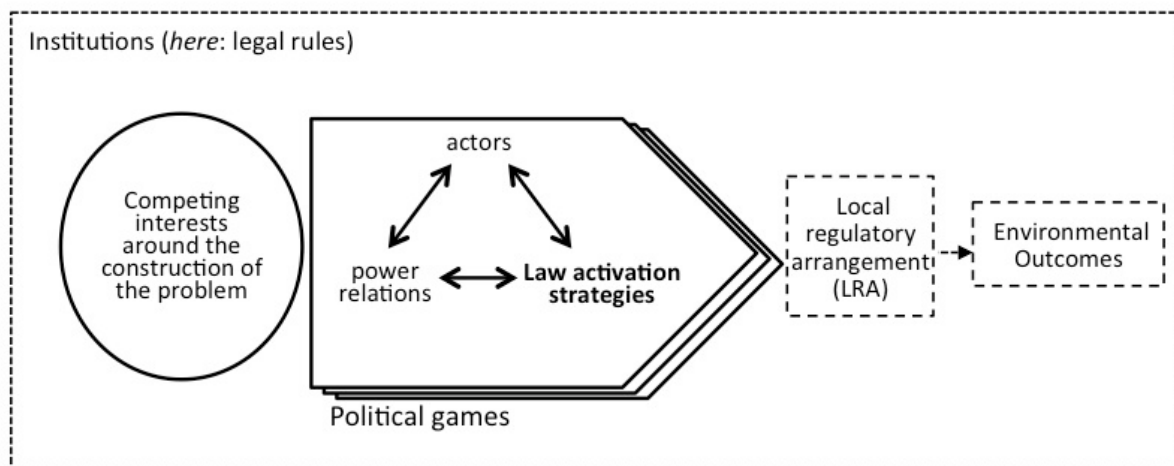 Institutions (here: legal rules)
Competing
interests
around the
construction of
the problem
actors
power
relations
Law activation
strategies
Political games
Local
regulatory
arrangement
(LRA)
Environmental
Outcomes